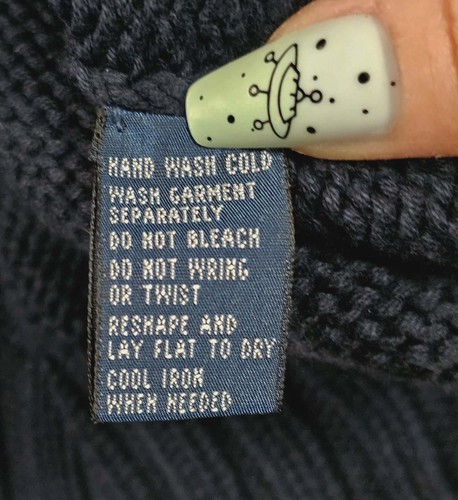 HAND WASH COLD
WASH GARMENT
SEPARATELY
DO NOT BLEACH
DO NOT WRING
OR TWIST
RESHAPE AND
LAY FLAT TO DRY
COOL IRON
WHEN NEEDED